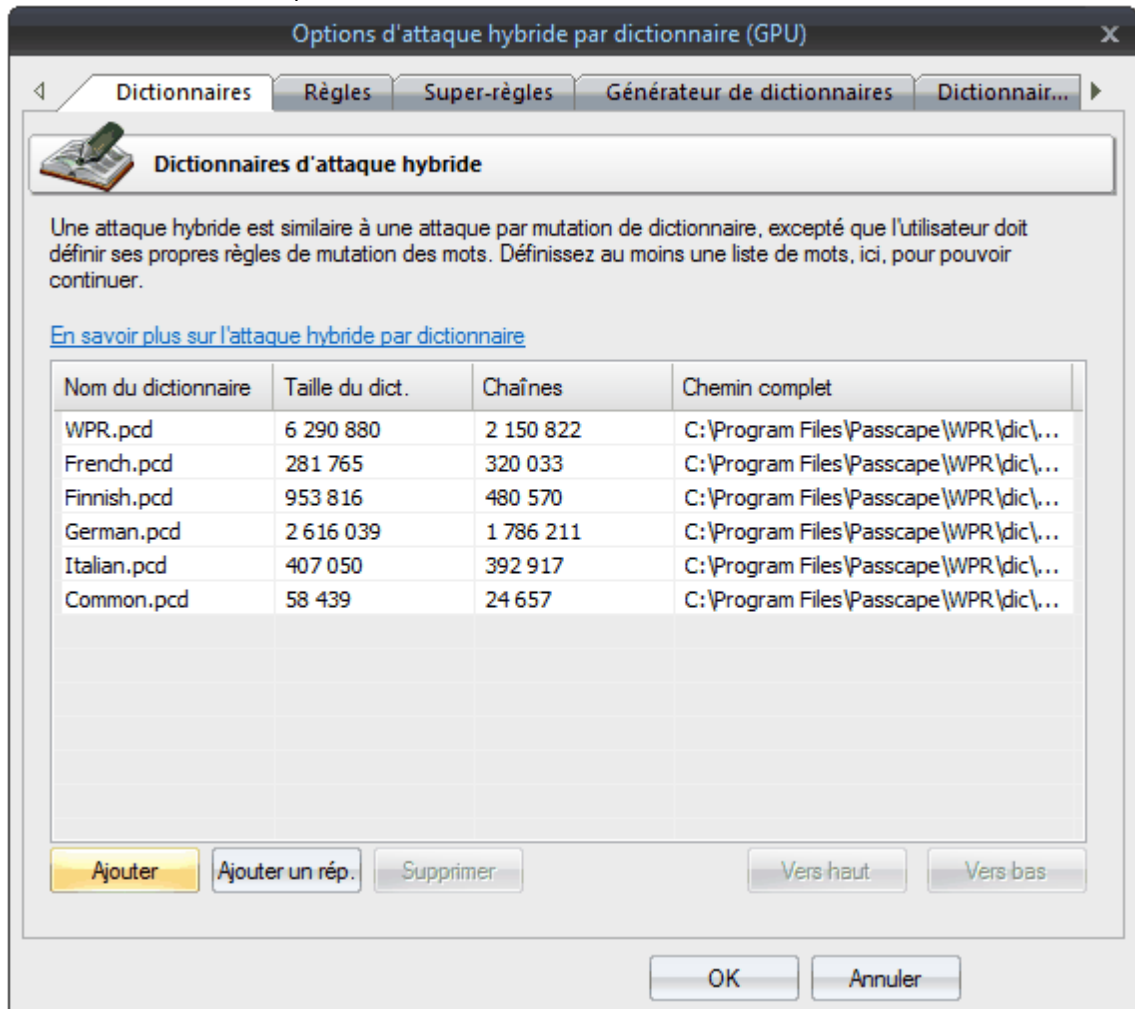 Options d'attaque hybride par dictionnaire (GPU)
Dictionnaires Règles Super-règles Générateur de dictionnaires Dictionnair...
Dictionnaires d'attaque hybride
Une attaque hybride est similaire à une attaque par mutation de dictionnaire, excepté que l'utilisateur doit
définir ses propres règles de mutation des mots. Définissez au moins une liste de mots, ici, pour pouvoir
continuer.
En savoir plus sur l'attaque hybride par dictionnaire
Nom du dictionnaire Taille du dict. Chaînes Chemin complet
WPR.pcd 6 290 880 2 150 822 C:\Program Files\Passcape\WPR\dic\...
French.pcd 281 765 320 033 C:\Program Files\Passcape\WPR\dic\...
Finnish.pcd 953 816 480 570 C:\Program Files\Passcape\WPR\dic\...
German.pcd 2 616 039 1 786 211 C:\Program Files\Passcape\WPR\dic\...
Italian.pcd 407 050 392 917 C:\Program Files\Passcape\WPR\dic\...
Common.pcd 58 439 24 657 C:\Program Files\Passcape\WPR\dic\...
Ajouter Ajouter un rép. Supprimer Vers haut Vers bas
OK Annuler